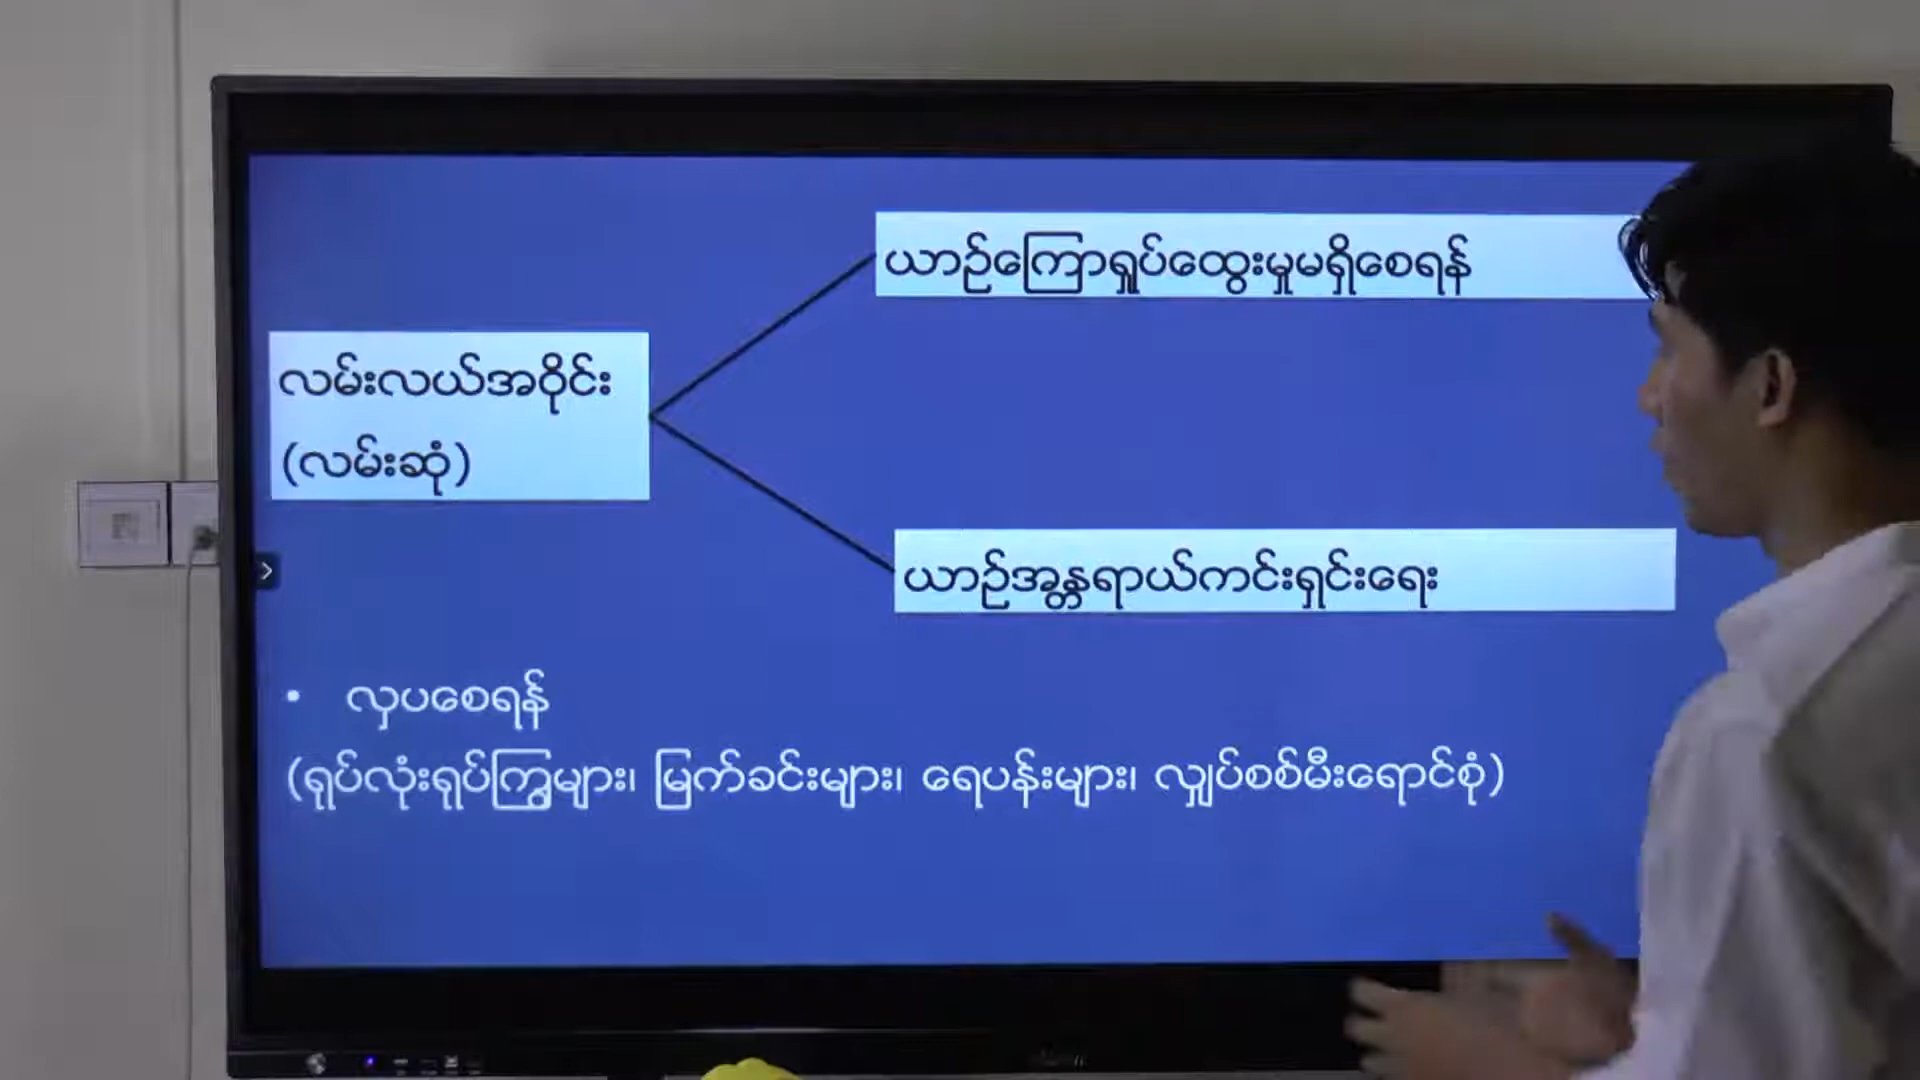 ယာဉ်ကြောရှုပ်ထွေးမှုမရှိစေရန်
လမ်းလယ်အဝိုင်း
(လမ်းဆုံ)
ယာဉ်အန္တရာယ်ကင်းရှင်းရေး
• လှပစေရန်
(ရုပ်လုံးရုပ်ကြွများ၊ မြက်ခင်းများ၊ ရေပန်းများ၊ လျှပ်စစ်မီးရောင်စုံ)